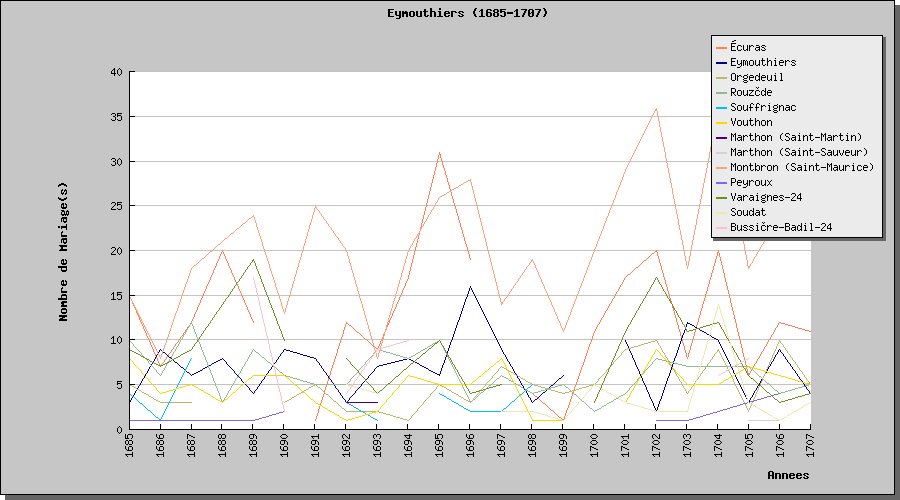 Eymouthiers (1685-1707)
Écuras
Eymouthiers
Orgedeuil
Rouzčde
Souffrignac
Vouthon
Marthon (Saint-Martin)
Marthon (Saint-Sauveur)
Montbron (Saint-Maurice)
Peyroux
Varaignes-24
Soudat
Bussičre-Badil-24
Nombre de Mariage(s)
40
35
30
25
20
15
10
5
0
1685 1686 1687 1688 1689 1690 1691 1692 1693 1694 1695 1696 1697 1698 1699 1700 1701 1702 1703 1704 1705 1706 1707
Annees